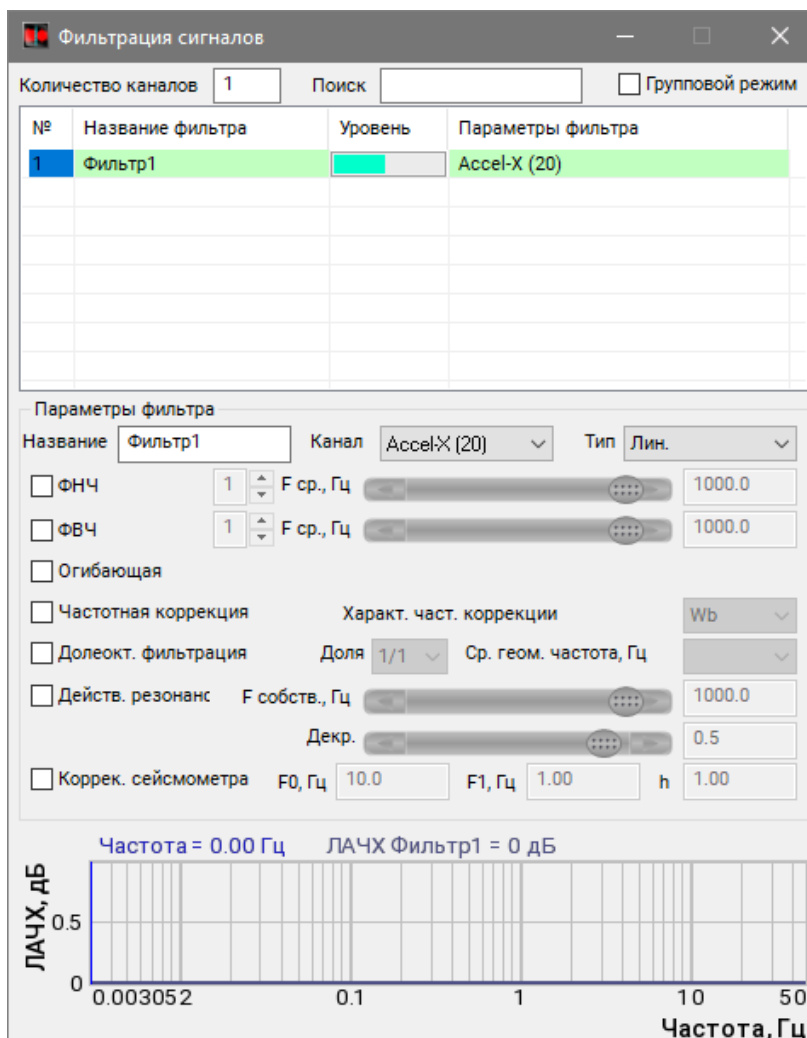 Фильтрация сигналов
Количество каналов 1 Поиск Групповой режим
№ Название фильтра Уровень Параметры фильтра
1 Фильтр1 Accel-X (20)
Параметры фильтра
Название Фильтр1 Канал Accel-X (20) Тип Лин.
ФНЧ 1 F ср., Гц 1000.0
ФВЧ 1 F ср., Гц 1000.0
Огибающая
Частотная коррекция Характ. част. коррекции Wb
Долеокт. фильтрация Доля 1/1 Ср. геом. частота, Гц
Действ. резонанс F собств., Гц 1000.0
Декр. 0.5
Коррек. сейсмометра F0, Гц 10.0 F1, Гц 1.00 h 1.00
Частота = 0.00 Гц ЛАЧХ Фильтр1 = 0 дБ
ЛАЧХ, дБ
0.5
0
0.003052 0.1 1 10 50
Частота, Гц